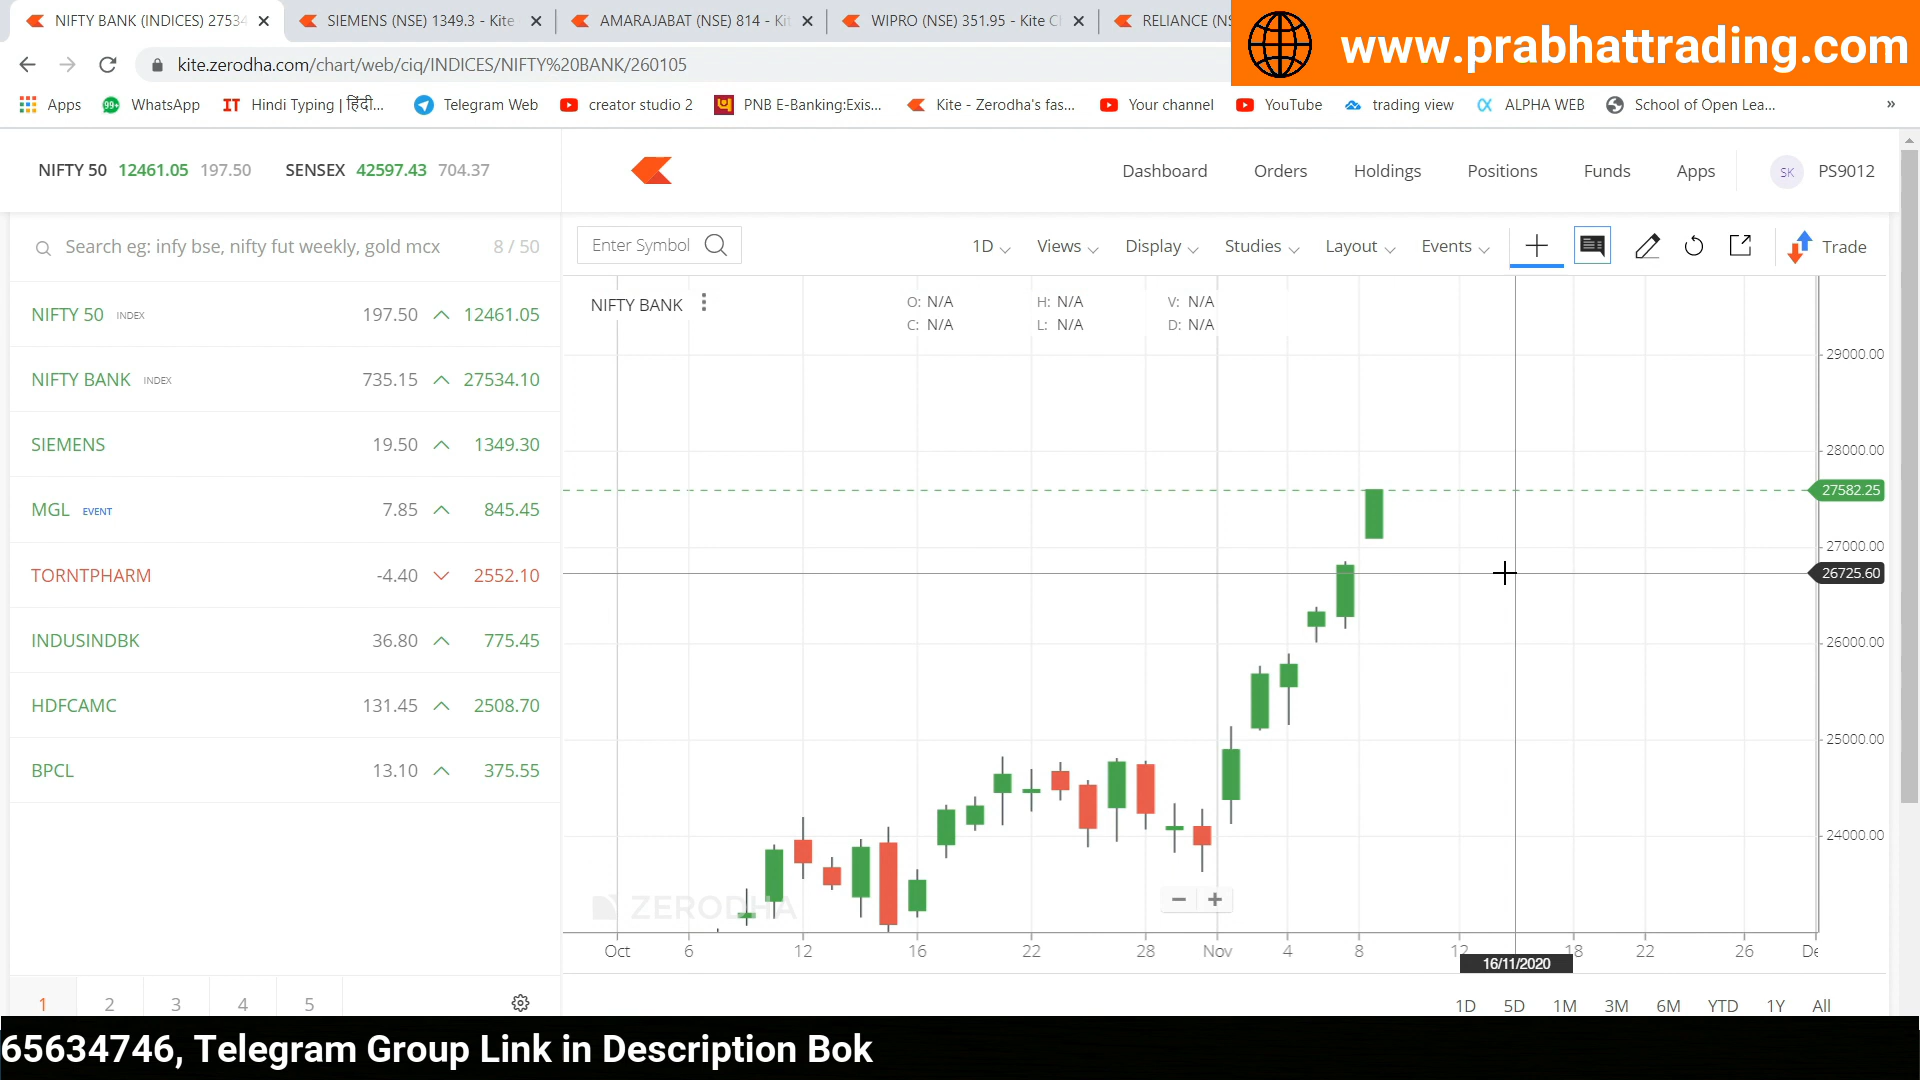 NIFTY BANK (INDICES) 27534
SIEMENS (NSE) 1349.3 - Kite
AMARAJABAT (NSE) 814 - Ki
WIPRO (NSE) 351.95 - Kite C
RELIANCE (NS
www.prabhattrading.com
kite.zerodha.com/chart/web/ciq/INDICES/NIFTY%20BANK/260105
Apps
99+
WhatsApp
IT
Hindi Typing | हिंदी...
Telegram Web
creator studio 2
PNB E-Banking:Exis...
Kite - Zerodha's fas...
Your channel
YouTube
trading view
ALPHA WEB
School of Open Lea...
»
NIFTY 50 12461.05 197.50 SENSEX 42597.43 704.37
Dashboard Orders Holdings Positions Funds Apps
SK PS9012
Search eg: infy bse, nifty fut weekly, gold mcx 8 / 50
Enter Symbol
1D Views Display Studies Layout Events Trade
NIFTY 50 INDEX 197.50 12461.05
NIFTY BANK INDEX 735.15 27534.10
SIEMENS 19.50 1349.30
MGL EVENT 7.85 845.45
TORNTPHARM -4.40 2552.10
INDUSINDBK 36.80 775.45
HDFCAMC 131.45 2508.70
BPCL 13.10 375.55
1 2 3 4 5
NIFTY BANK
O: N/A H: N/A V: N/A
C: N/A L: N/A D: N/A
29000.00
28000.00
27582.25
27000.00
26725.60
26000.00
25000.00
24000.00
ZERODHA
Oct 6 12 16 22 28 Nov 4 8 12 18 22 26 De
16/11/2020
1D 5D 1M 3M 6M YTD 1Y All
65634746, Telegram Group Link in Description Bok